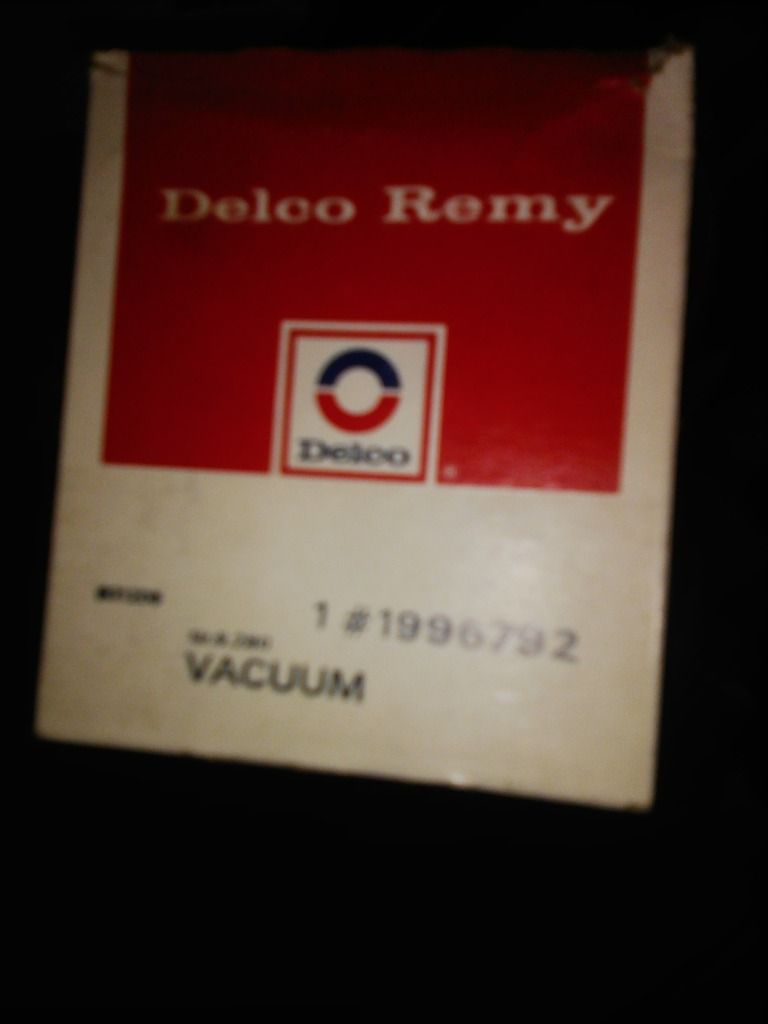 Delco Remy
Delco
1 #1996792
VACUUM